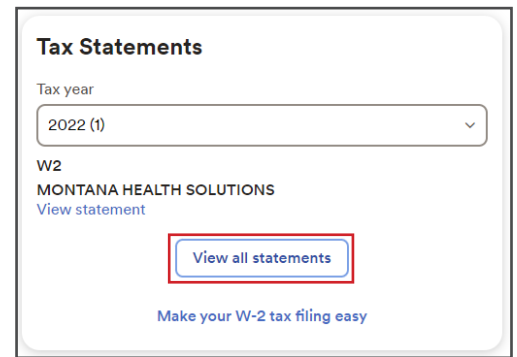 Tax Statements
Tax year
2022 (1)
W2
MONTANA HEALTH SOLUTIONS
View statement
View all statements
Make your W-2 tax filing easy